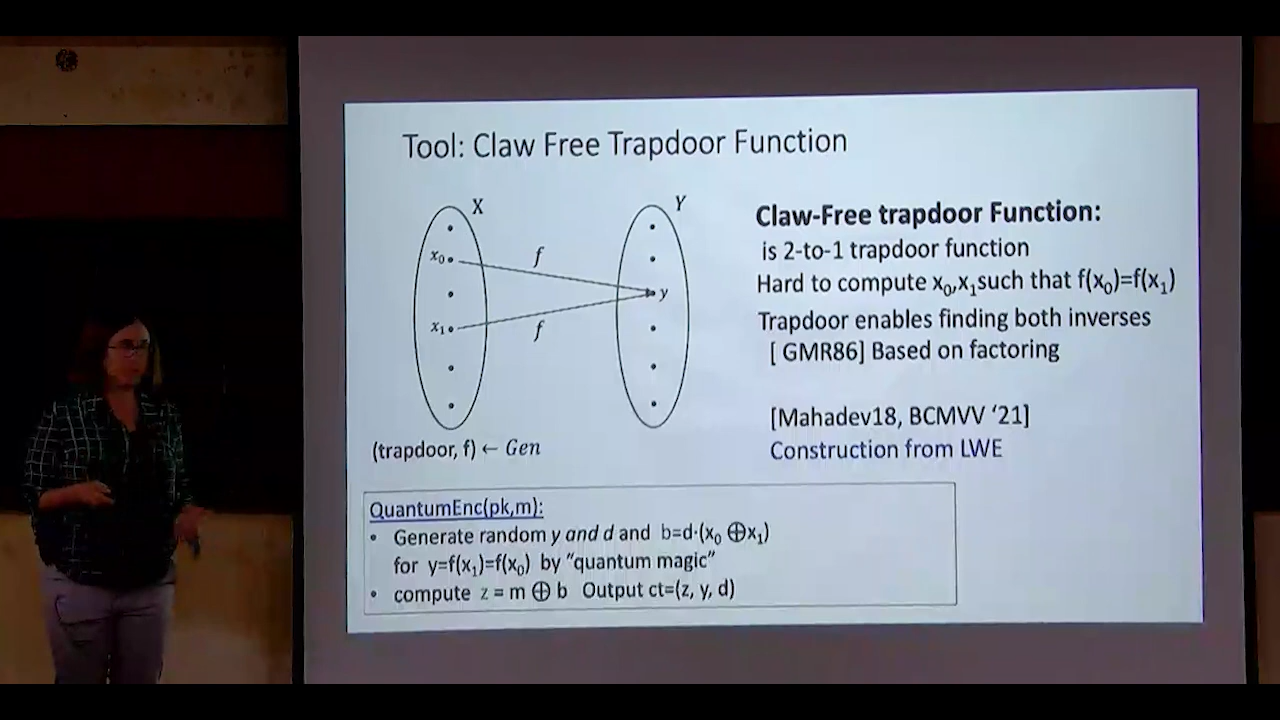 Tool: Claw Free Trapdoor Function
X
Y
x₀
f
y
x₁
f
(trapdoor, f) ← Gen
Claw-Free trapdoor Function:
is 2-to-1 trapdoor function
Hard to compute x₀,x₁such that f(x₀)=f(x₁)
Trapdoor enables finding both inverses
[ GMR86] Based on factoring
[Mahadev18, BCMVV ‘21]
Construction from LWE
QuantumEnc(pk,m):
• Generate random y and d and b=d·(x₀ ⊕x₁)
for y=f(x₁)=f(x₀) by “quantum magic”
• compute z = m ⊕ b Output ct=(z, y, d)